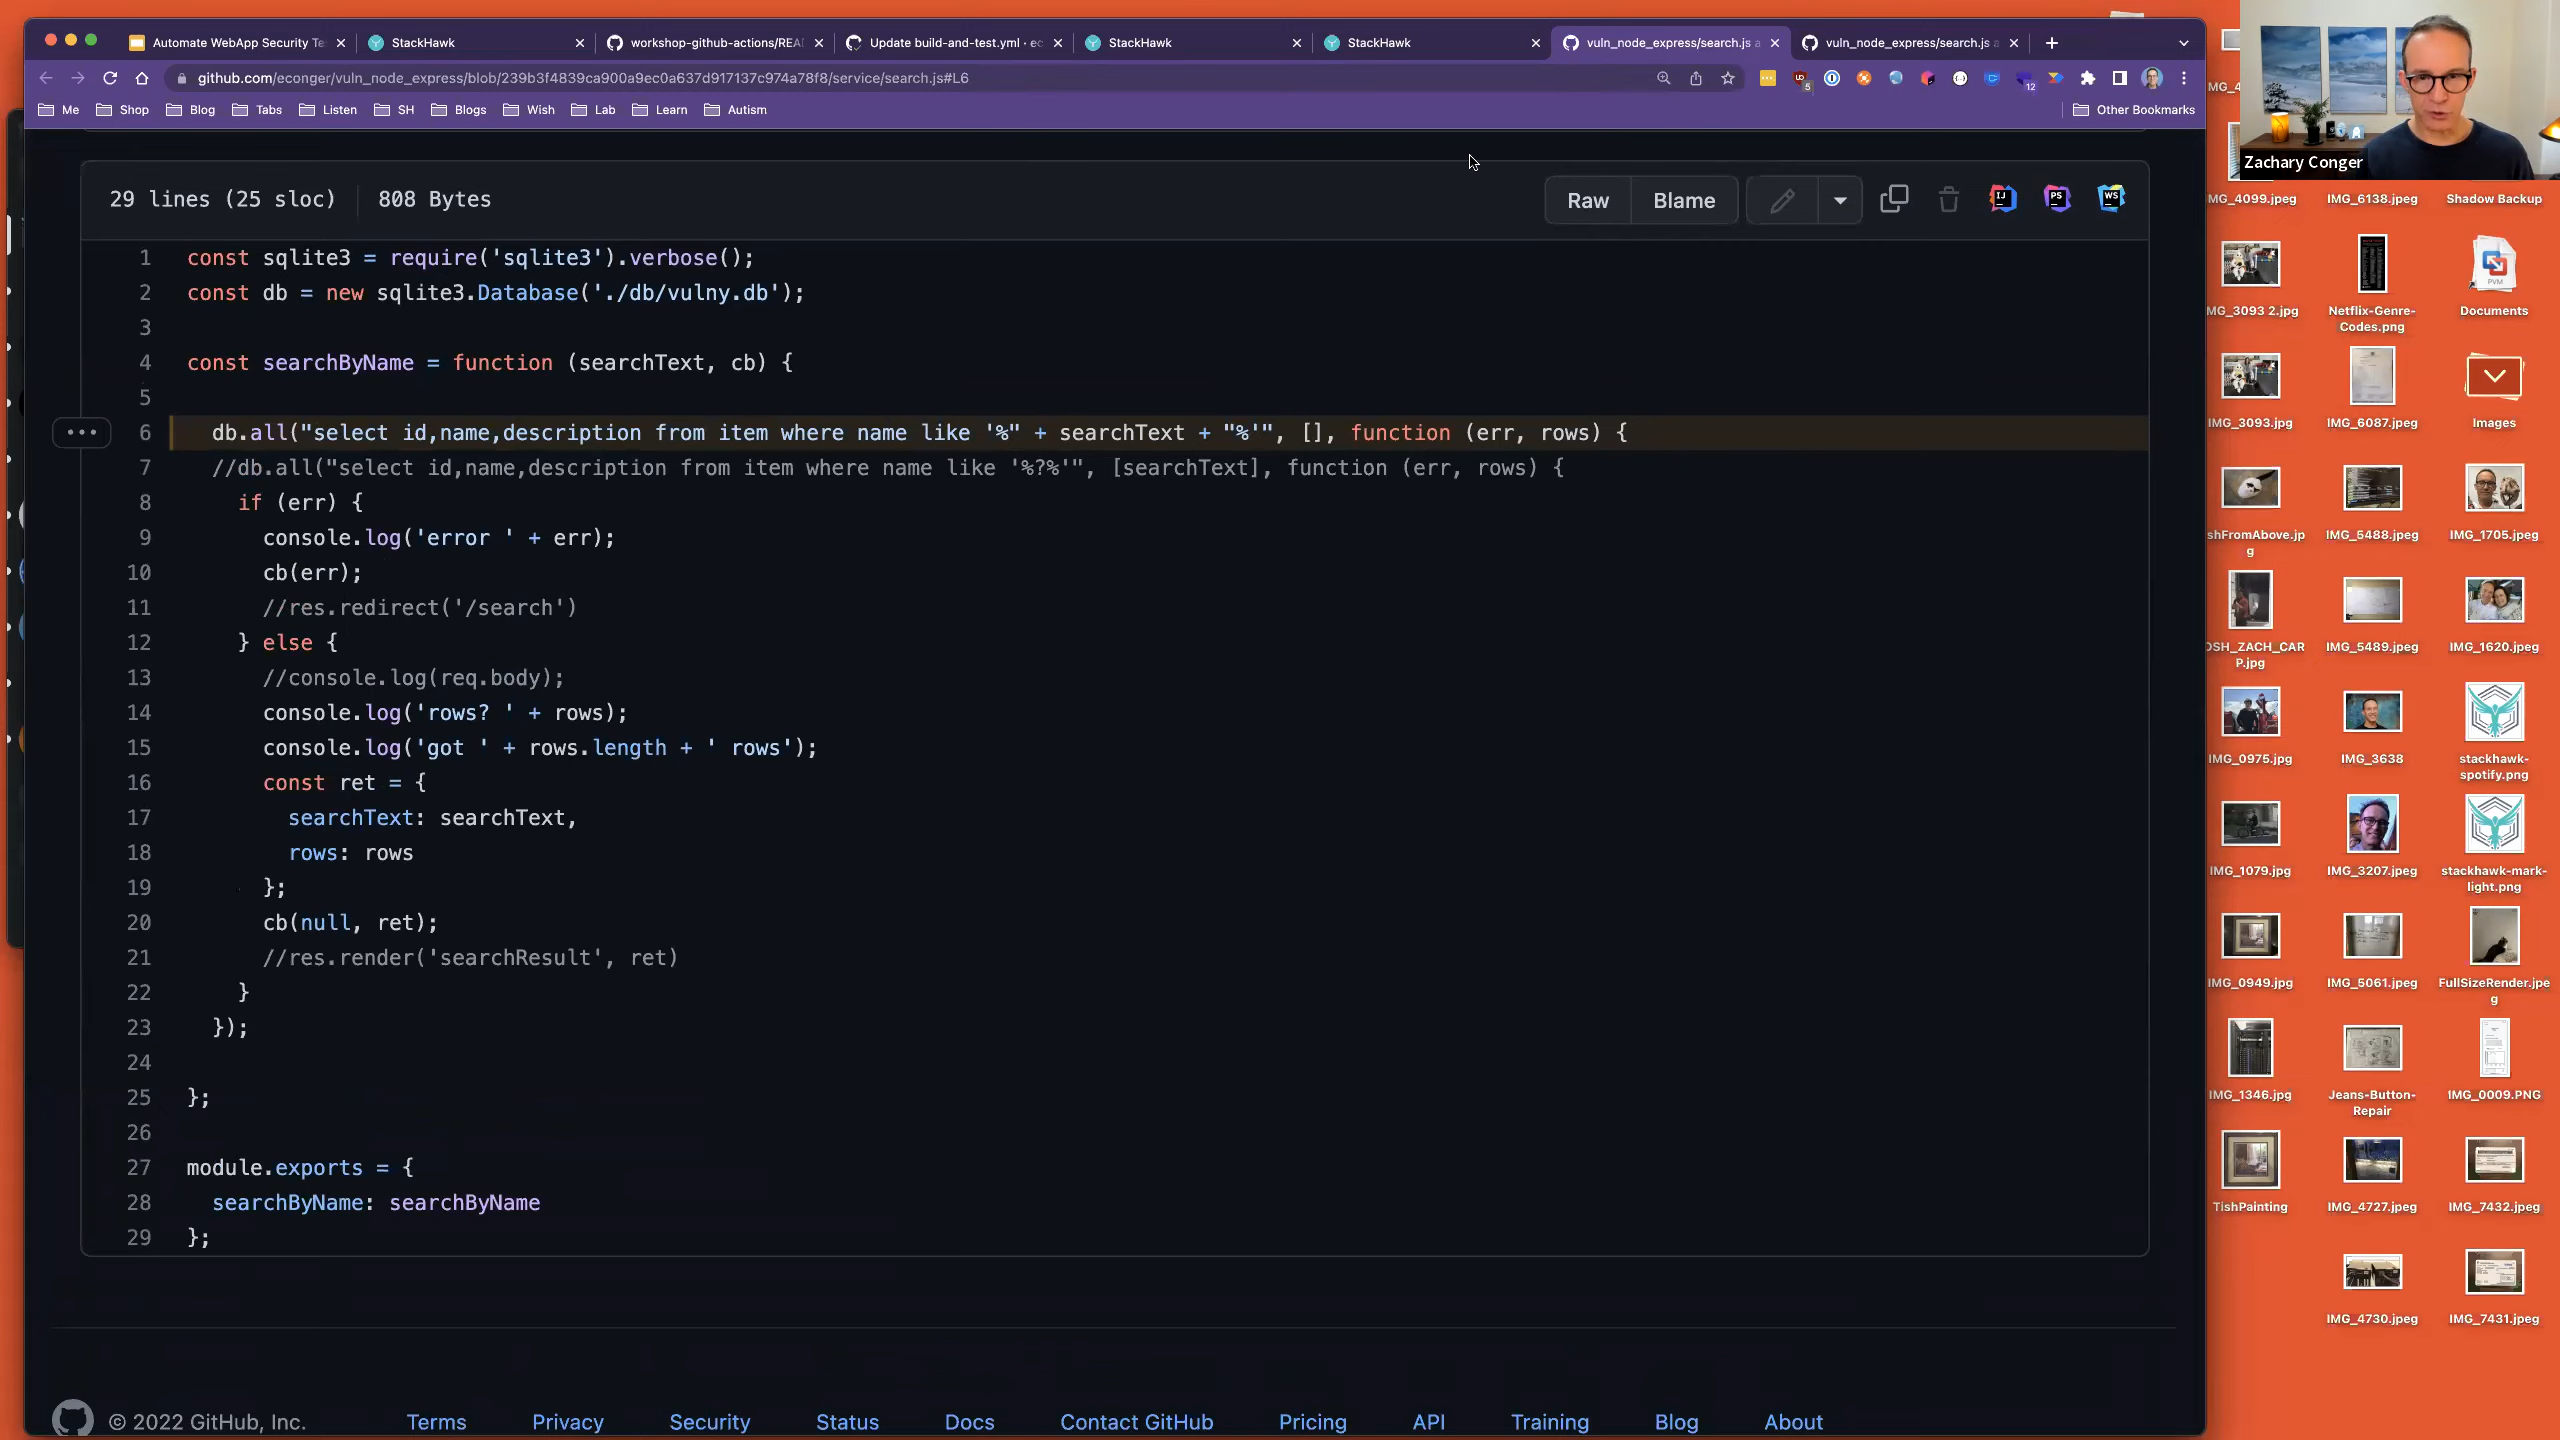 Automate WebApp Security Te
StackHawk
workshop-github-actions/REA
Update build-and-test.yml · ec
StackHawk
StackHawk
vuln_node_express/search.js a
vuln_node_express/search.js a
github.com/econger/vuln_node_express/blob/239b3f4839ca900a9ec0a637d917137c974a78f8/service/search.js#L6
5
12
Me
Shop
Blog
Tabs
Listen
SH
Blogs
Wish
Lab
Learn
Autism
Other Bookmarks
29 lines (25 sloc)
808 Bytes
Raw
Blame
IJ
PS
WS
1 const sqlite3 = require('sqlite3').verbose();
2 const db = new sqlite3.Database('./db/vulny.db');
3
4 const searchByName = function (searchText, cb) {
5
6 db.all("select id,name,description from item where name like '%" + searchText + "%'", [], function (err, rows) {
7 //db.all("select id,name,description from item where name like '%?%'", [searchText], function (err, rows) {
8 if (err) {
9 console.log('error ' + err);
10 cb(err);
11 //res.redirect('/search')
12 } else {
13 //console.log(req.body);
14 console.log('rows? ' + rows);
15 console.log('got ' + rows.length + ' rows');
16 const ret = {
17 searchText: searchText,
18 rows: rows
19 };
20 cb(null, ret);
21 //res.render('searchResult', ret)
22 }
23 });
24
25 };
26
27 module.exports = {
28 searchByName: searchByName
29 };
© 2022 GitHub, Inc.
Terms
Privacy
Security
Status
Docs
Contact GitHub
Pricing
API
Training
Blog
About
Zachary Conger
MG_4
MG_4099.jpeg
IMG_6138.jpeg
Shadow Backup
MG_3093 2.jpg
Netflix-Genre-
Codes.png
PVM
Documents
MG_3093.jpg
IMG_6087.jpeg
Images
shFromAbove.jp
g
IMG_5488.jpeg
IMG_1705.jpeg
OSH_ZACH_CAR
P.jpg
IMG_5489.jpeg
IMG_1620.jpeg
IMG_0975.jpg
IMG_3638
stackhawk-
spotify.png
IMG_1079.jpg
IMG_3207.jpeg
stackhawk-mark-
light.png
IMG_0949.jpg
IMG_5061.jpeg
FullSizeRender.jpe
g
IMG_1346.jpg
Jeans-Button-
Repair
IMG_0009.PNG
TishPainting
IMG_4727.jpeg
IMG_7432.jpeg
IMG_4730.jpeg
IMG_7431.jpeg